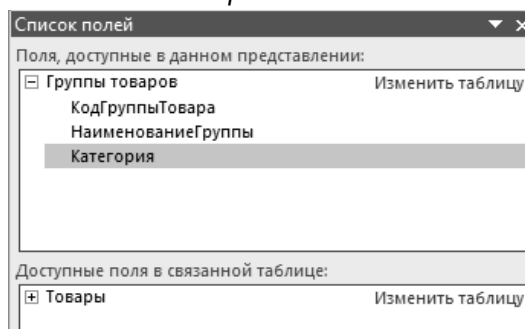 Список полей
Поля, доступные в данном представлении:
Группы товаров Изменить таблицу
КодГруппыТовара
НаименованиеГруппы
Категория
Доступные поля в связанной таблице:
Товары Изменить таблицу